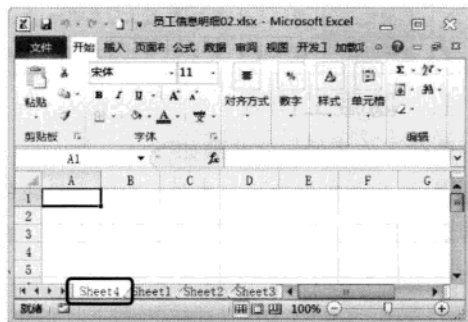 员工信息明细02.xlsx - Microsoft Excel
文件 开始 插入 页面布 公式 数据 审阅 视图 开发工 加载项
宋体 11
B I U A A
粘贴 A 对齐方式 数字 样式 单元格 Σ
剪贴板 字体 编辑
A1 fx
A B C D E F G
1
2
3
4
5
Sheet4 Sheet1 Sheet2 Sheet3
就绪 100%